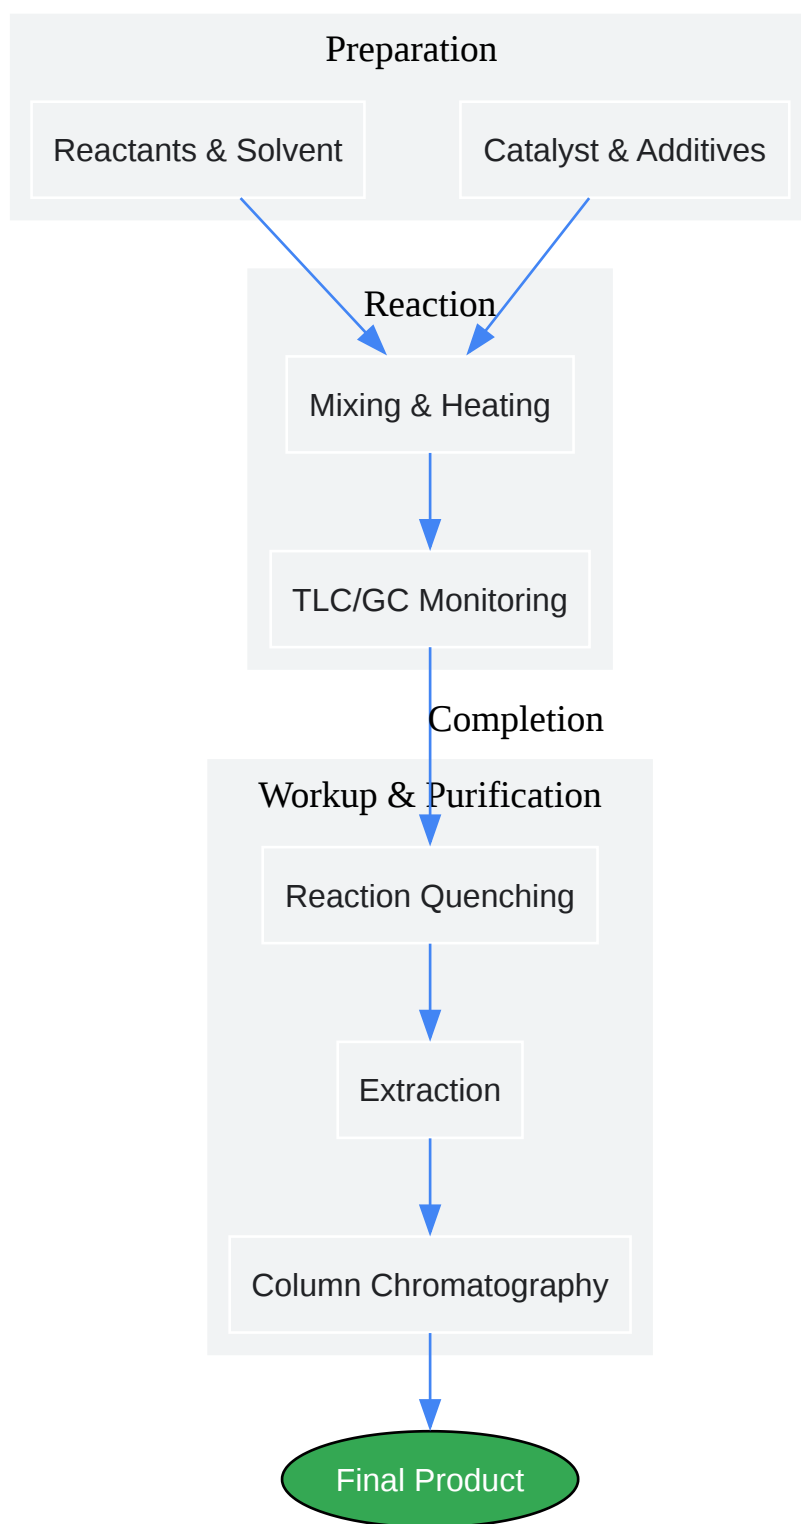 Preparation
Reactants & Solvent
Catalyst & Additives
Reaction
Mixing & Heating
TLC/GC Monitoring
Completion
Workup & Purification
Reaction Quenching
Extraction
Column Chromatography
Final Product